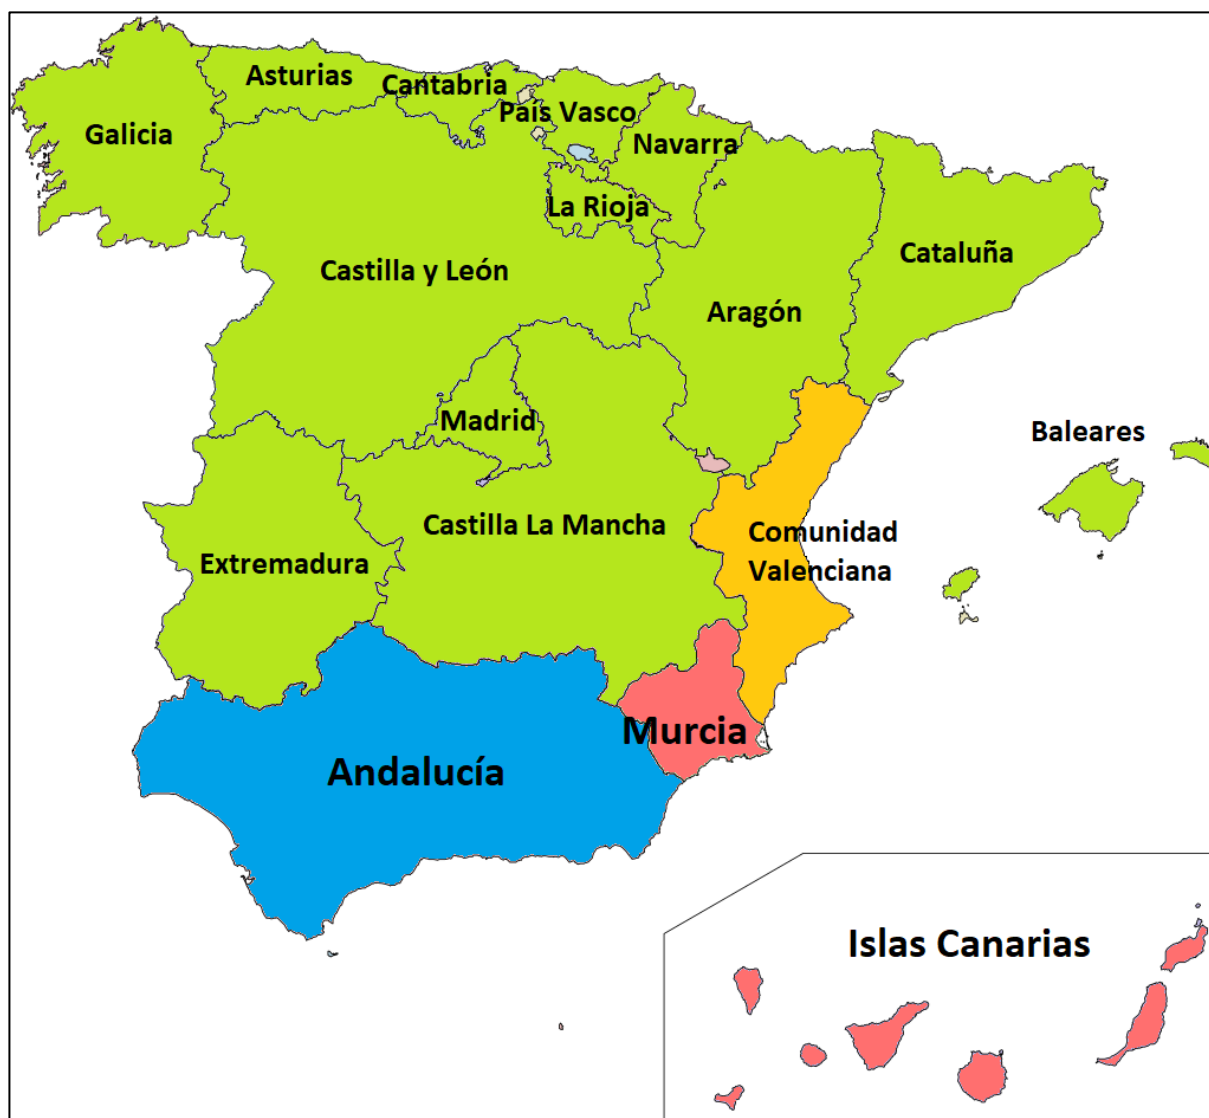 Asturias
Cantabria
País Vasco
Galicia
Navarra
La Rioja
Cataluña
Castilla y León
Aragón
Madrid
Baleares
Castilla La Mancha
Comunidad
Valenciana
Extremadura
Murcia
Andalucía
Islas Canarias